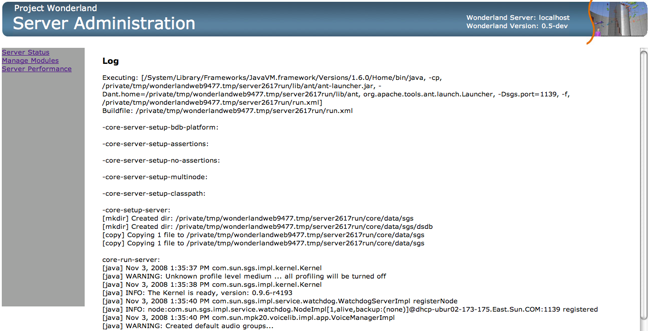 Project Wonderland
Server Administration
Wonderland Server: localhost
Wonderland Version: 0.5-dev
Server Status
Manage Modules
Server Performance
Log
Executing: [/System/Library/Frameworks/JavaVM.framework/Versions/1.6.0/Home/bin/java, -cp,
/private/tmp/wonderlandweb9477.tmp/server2617run/lib/ant/ant-launcher.jar, -
Dant.home=/private/tmp/wonderlandweb9477.tmp/server2617run/lib/ant, org.apache.tools.ant.launch.Launcher, -Dsgs.port=1139, -f,
/private/tmp/wonderlandweb9477.tmp/server2617run/run.xml]
Buildfile: /private/tmp/wonderlandweb9477.tmp/server2617run/run.xml
-core-server-setup-bdb-platform:
-core-server-setup-assertions:
-core-server-setup-no-assertions:
-core-server-setup-multinode:
-core-server-setup-classpath:
-core-setup-server:
[mkdir] Created dir: /private/tmp/wonderlandweb9477.tmp/server2617run/core/data/sgs
[mkdir] Created dir: /private/tmp/wonderlandweb9477.tmp/server2617run/core/data/sgs/dsdb
[copy] Copying 1 file to /private/tmp/wonderlandweb9477.tmp/server2617run/core/data/sgs
[copy] Copying 1 file to /private/tmp/wonderlandweb9477.tmp/server2617run/core/data/sgs
core-run-server:
[java] Nov 3, 2008 1:35:37 PM com.sun.sgs.impl.kernel.Kernel
[java] WARNING: Unknown profile level medium ... all profiling will be turned off
[java] Nov 3, 2008 1:35:38 PM com.sun.sgs.impl.kernel.Kernel
[java] INFO: The Kernel is ready, version: 0.9.6-r4193
[java] Nov 3, 2008 1:35:40 PM com.sun.sgs.impl.service.watchdog.WatchdogServerImpl registerNode
[java] INFO: node:com.sun.sgs.impl.service.watchdog.NodeImpl[1,alive,backup:(none)]@dhcp-ubur02-173-175.East.Sun.COM:1139 registered
[java] Nov 3, 2008 1:35:40 PM com.sun.mpk20.voicelib.impl.app.VoiceManagerImpl
[java] WARNING: Created default audio groups...